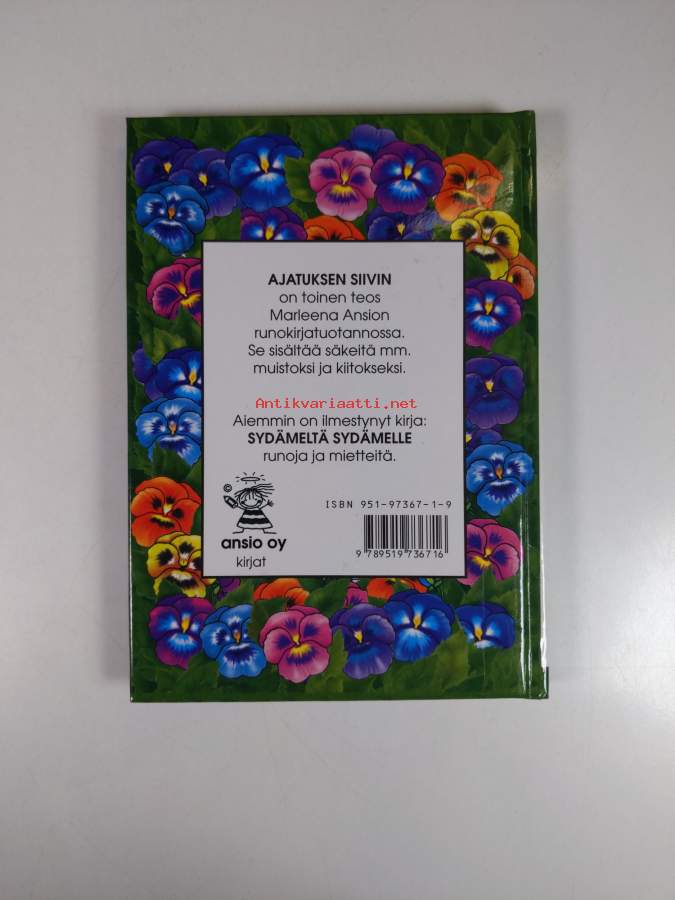 AJATUKSEN SIIVIN
on toinen teos
Marleena Ansion
runokirjatuotannossa.
Se sisältää säkeitä mm.
muistoksi ja kiitokseksi.
Antikvariaatti.net
Aiemmin on ilmestynyt kirja:
SYDÄMELTÄ SYDÄMELLE
runoja ja mietteitä.
ISBN 951-97367-1-9
9 789519 736716
ansio oy
kirjat